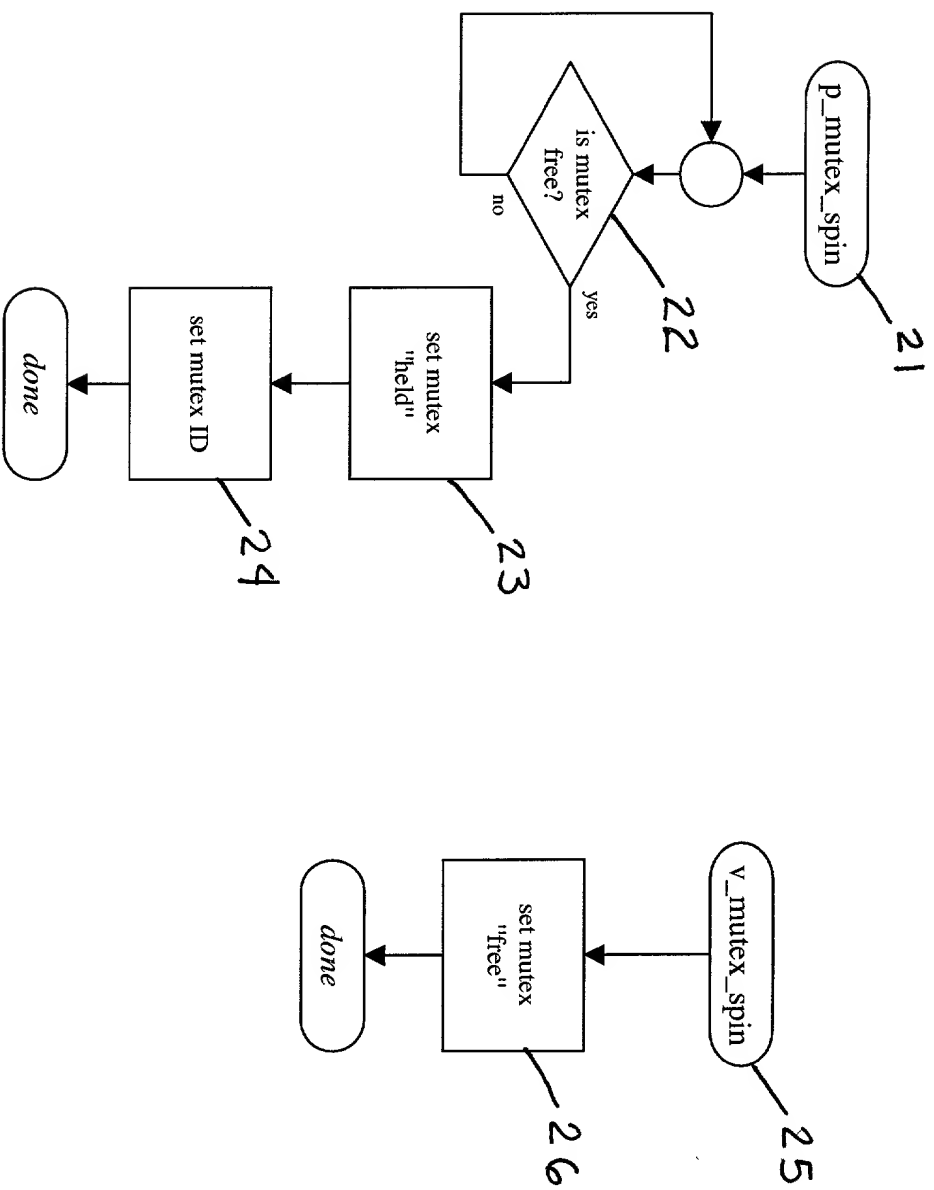 p_mutex_spin
21
is mutex
free?
22
no
yes
set mutex
"held"
23
set mutex ID
24
done
v_mutex_spin
25
set mutex
"free"
26
done